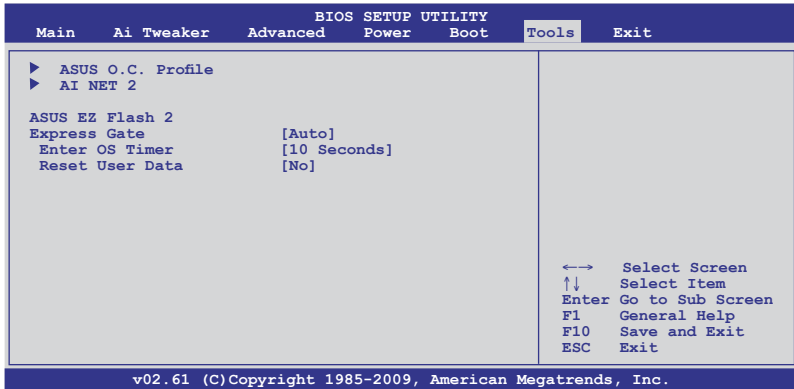 BIOS SETUP UTILITY
Main Ai Tweaker Advanced Power Boot Tools Exit
ASUS O.C. Profile
AI NET 2
ASUS EZ Flash 2
Express Gate [Auto]
Enter OS Timer [10 Seconds]
Reset User Data [No]
←→ Select Screen
↑↓ Select Item
Enter Go to Sub Screen
F1 General Help
F10 Save and Exit
ESC Exit
v02.61 (C)Copyright 1985-2009, American Megatrends, Inc.